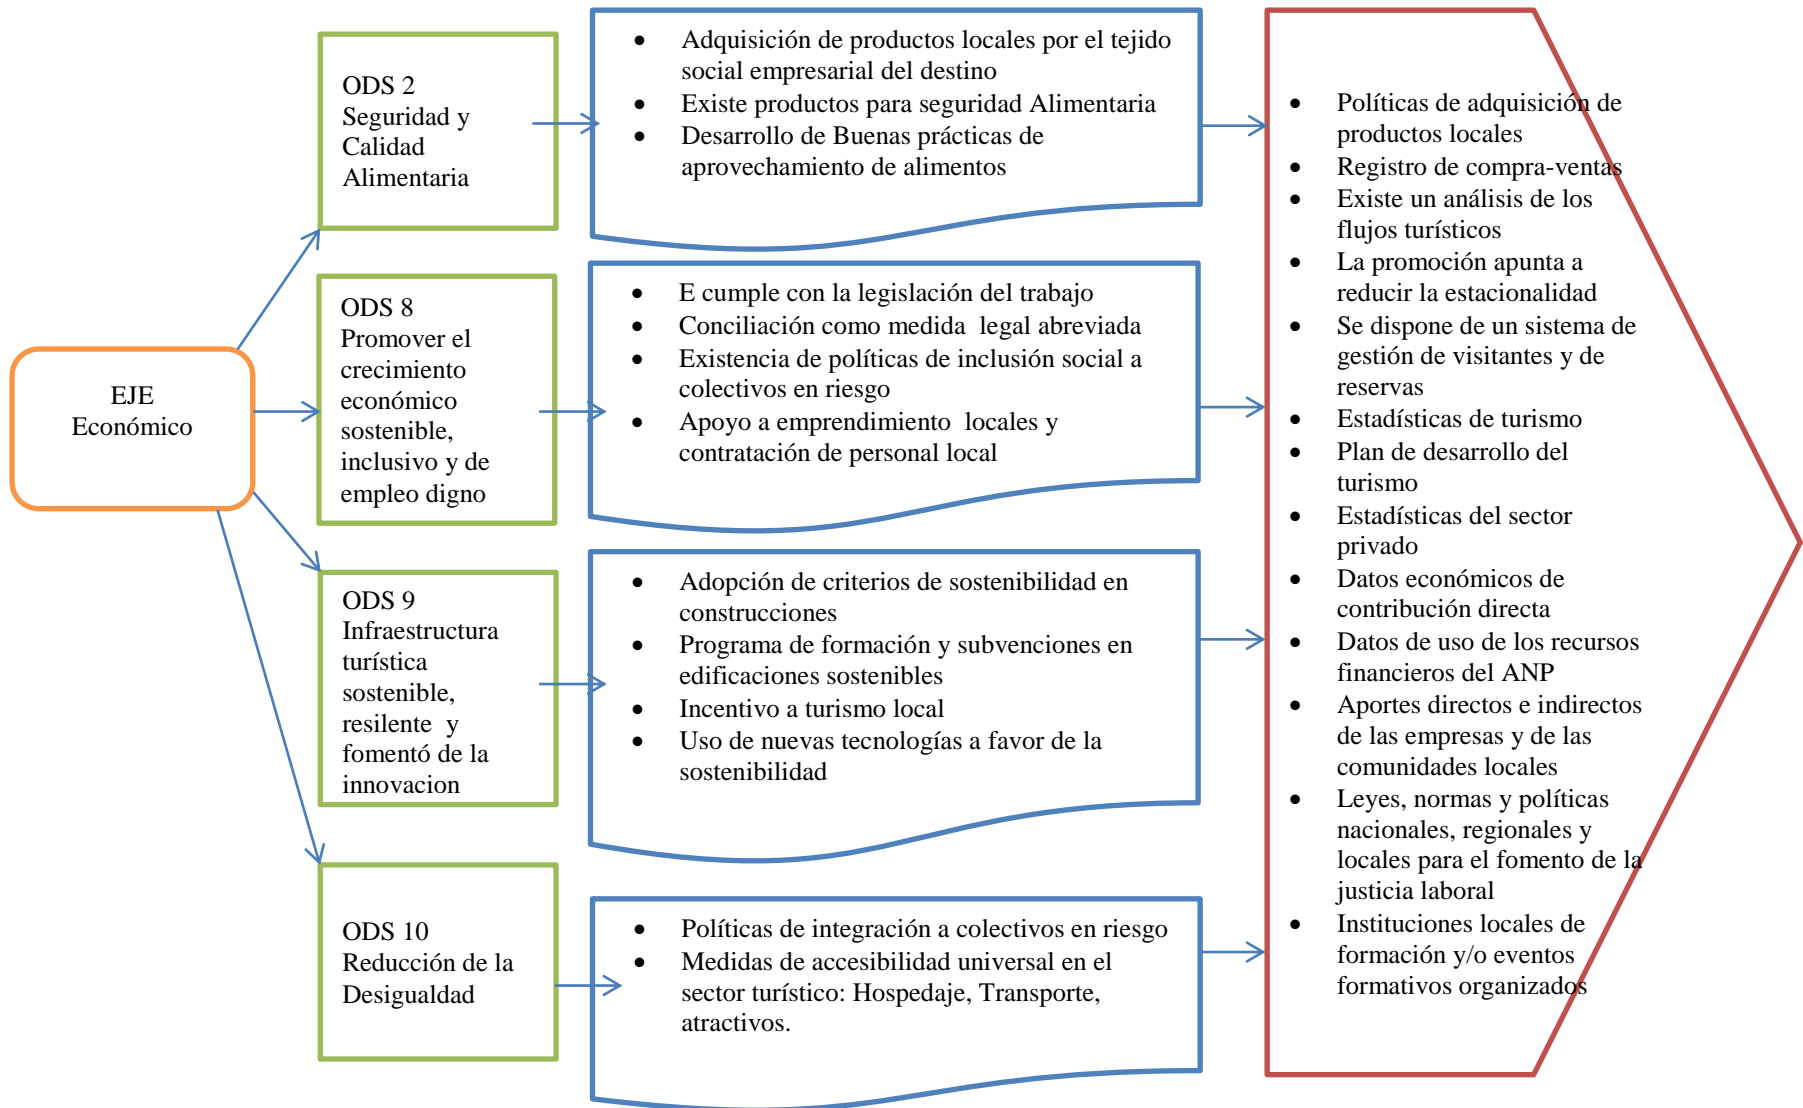 EJE
Económico
ODS 2
Seguridad y
Calidad
Alimentaria
• Adquisición de productos locales por el tejido
social empresarial del destino
• Existe productos para seguridad Alimentaria
• Desarrollo de Buenas prácticas de
aprovechamiento de alimentos
ODS 8
Promover el
crecimiento
económico
sostenible,
inclusivo y de
empleo digno
• E cumple con la legislación del trabajo
• Conciliación como medida  legal abreviada
• Existencia de políticas de inclusión social a
colectivos en riesgo
• Apoyo a emprendimiento  locales y
contratación de personal local
ODS 9
Infraestructura
turística
sostenible,
resilente  y
fomentó de la
innovacion
• Adopción de criterios de sostenibilidad en
construcciones
• Programa de formación y subvenciones en
edificaciones sostenibles
• Incentivo a turismo local
• Uso de nuevas tecnologías a favor de la
sostenibilidad
ODS 10
Reducción de la
Desigualdad
• Políticas de integración a colectivos en riesgo
• Medidas de accesibilidad universal en el
sector turístico: Hospedaje, Transporte,
atractivos.
• Políticas de adquisición de
productos locales
• Registro de compra-ventas
• Existe un análisis de los
flujos turísticos
• La promoción apunta a
reducir la estacionalidad
• Se dispone de un sistema de
gestión de visitantes y de
reservas
• Estadísticas de turismo
• Plan de desarrollo del
turismo
• Estadísticas del sector
privado
• Datos económicos de
contribución directa
• Datos de uso de los recursos
financieros del ANP
• Aportes directos e indirectos
de las empresas y de las
comunidades locales
• Leyes, normas y políticas
nacionales, regionales y
locales para el fomento de la
justicia laboral
• Instituciones locales de
formación y/o eventos
formativos organizados